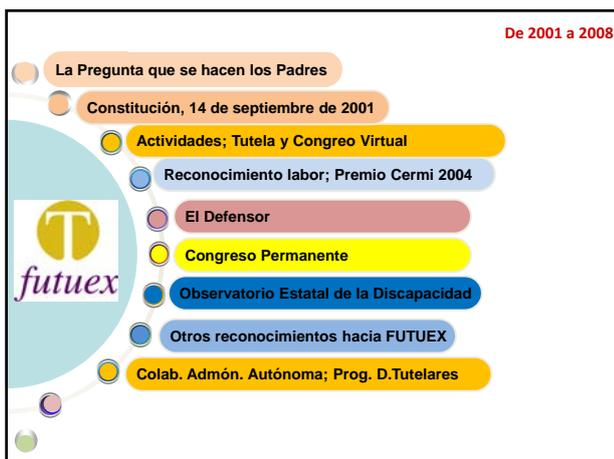 De 2001 a 2008
La Pregunta que se hacen los Padres
Constitución, 14 de septiembre de 2001
Actividades; Tutela y Congreo Virtual
Reconocimiento labor; Premio Cermi 2004
El Defensor
T
futuex
Congreso Permanente
Observatorio Estatal de la Discapacidad
Otros reconocimientos hacia FUTUEX
Colab. Admón. Autónoma; Prog. D.Tutelares